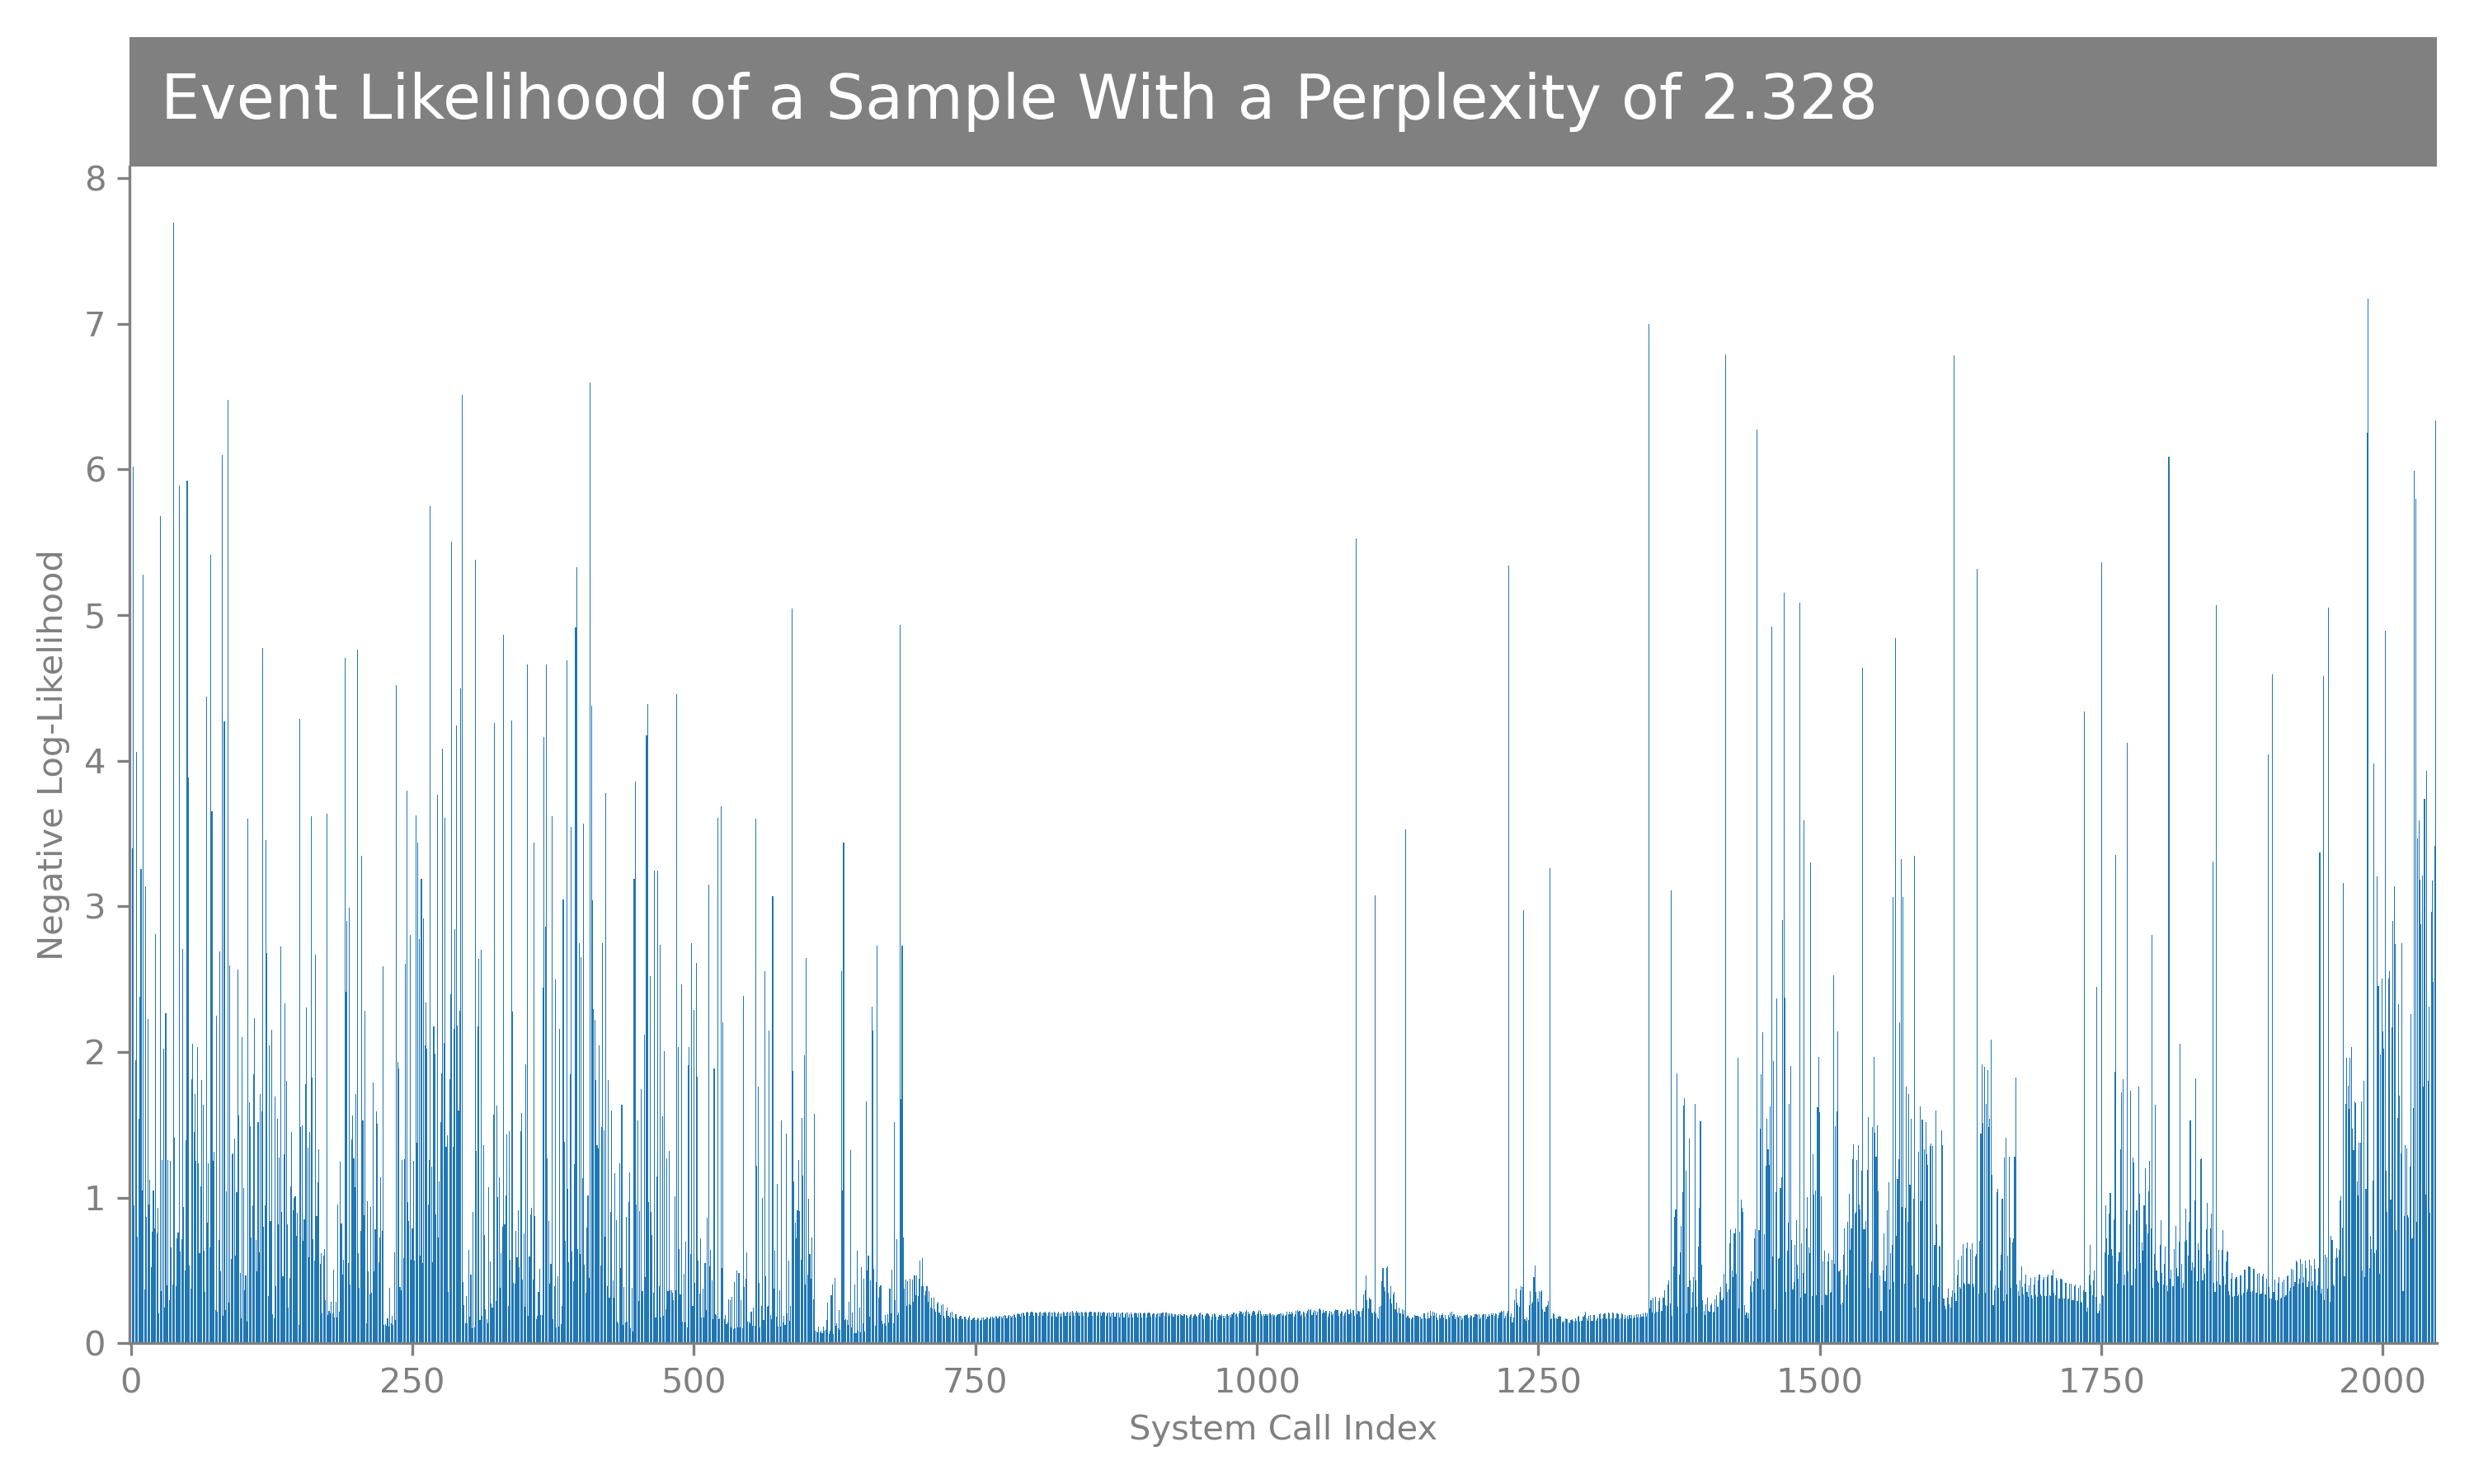 Event Likelihood of a Sample With a Perplexity of 2.328
8
7
6
5
4
3
2
1
0
Negative Log-Likelihood
0 250 500 750 1000 1250 1500 1750 2000
System Call Index